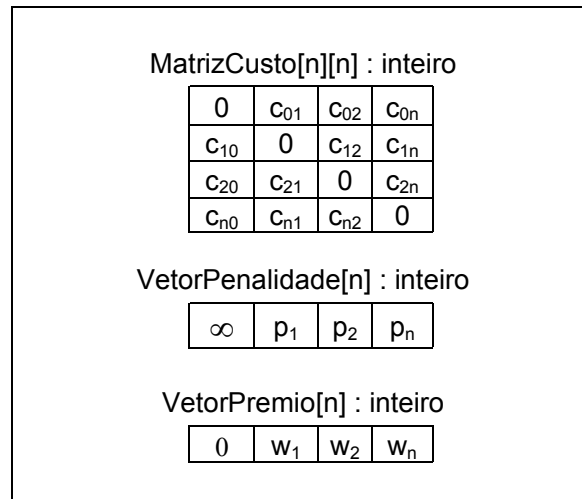 MatrizCusto[n][n] : inteiro
0 c₀₁ c₀₂ c₀ₙ
c₁₀ 0 c₁₂ c₁ₙ
c₂₀ c₂₁ 0 c₂ₙ
cₙ₀ cₙ₁ cₙ₂ 0
VetorPenalidade[n] : inteiro
∞ p₁ p₂ pₙ
VetorPremio[n] : inteiro
0 w₁ w₂ wₙ